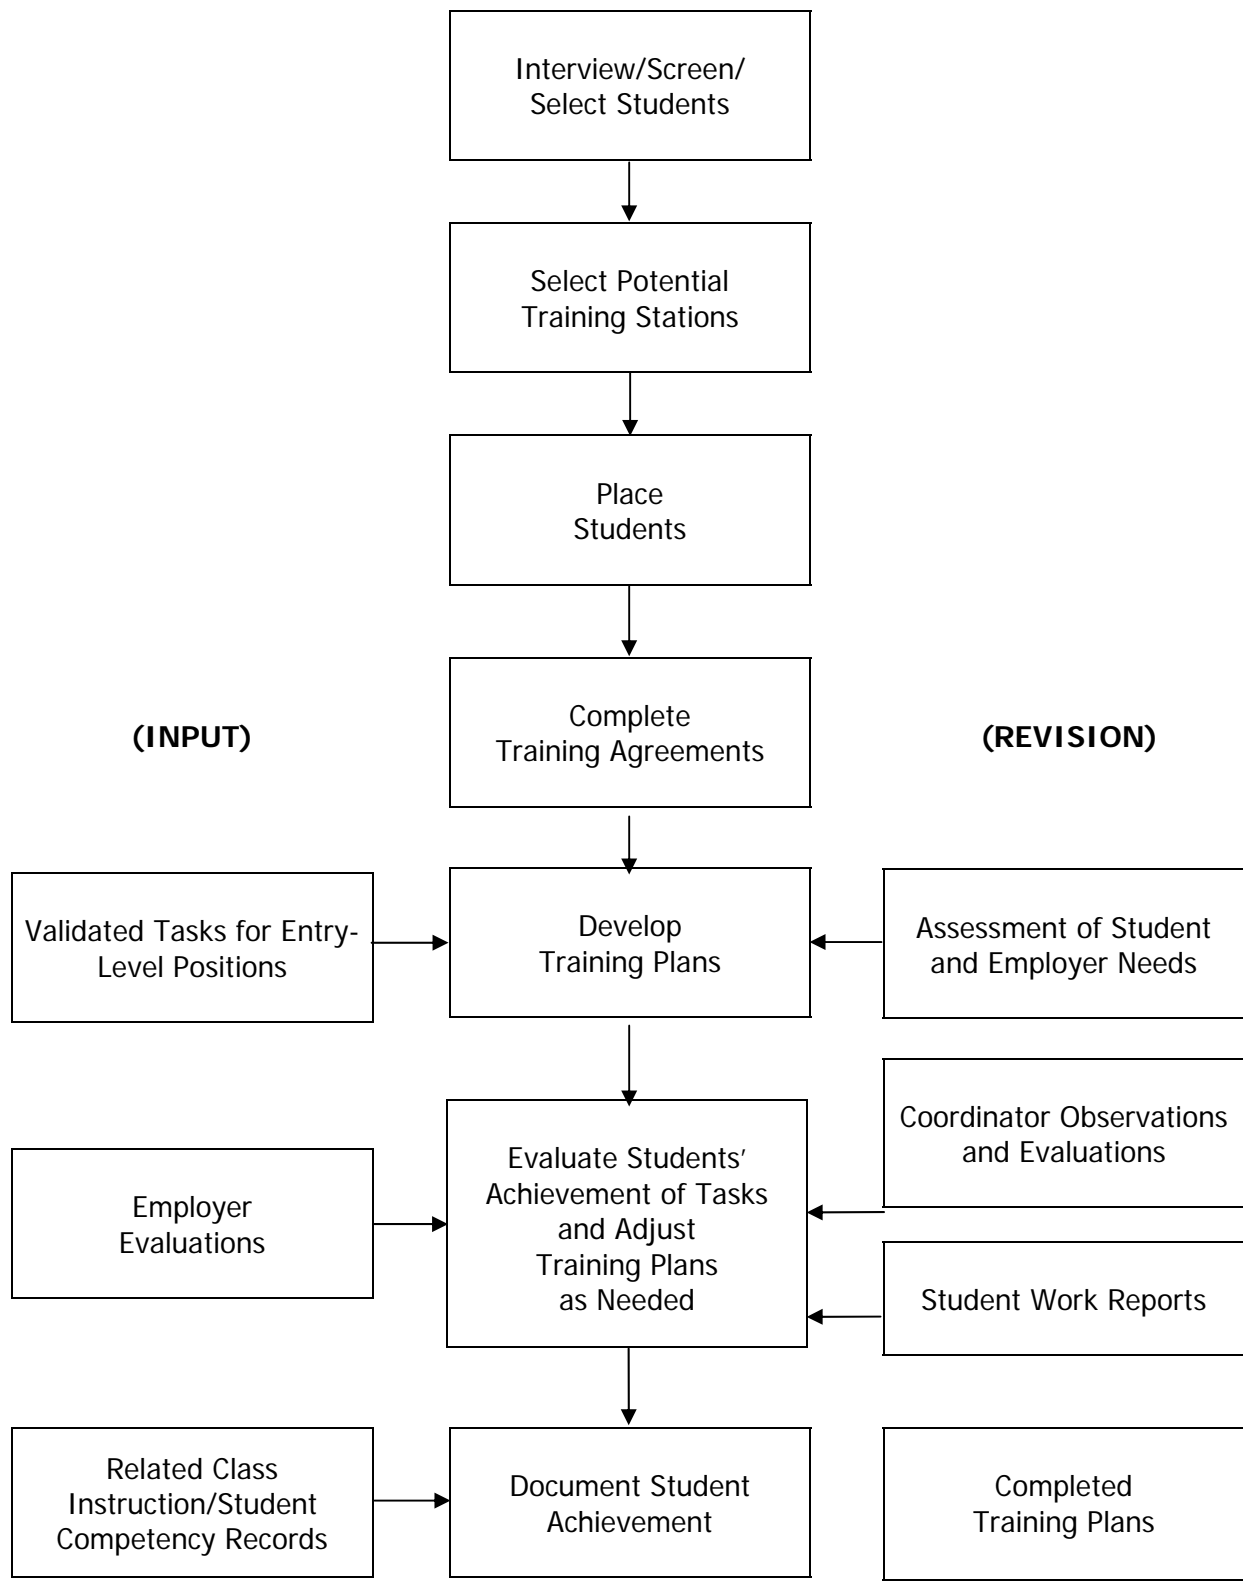 Interview/Screen/
Select Students
Select Potential
Training Stations
Place
Students
Complete
Training Agreements
(INPUT)
(REVISION)
Validated Tasks for Entry-
Level Positions
Develop
Training Plans
Assessment of Student
and Employer Needs
Coordinator Observations
and Evaluations
Employer
Evaluations
Evaluate Students’
Achievement of Tasks
and Adjust
Training Plans
as Needed
Student Work Reports
Related Class
Instruction/Student
Competency Records
Document Student
Achievement
Completed
Training Plans